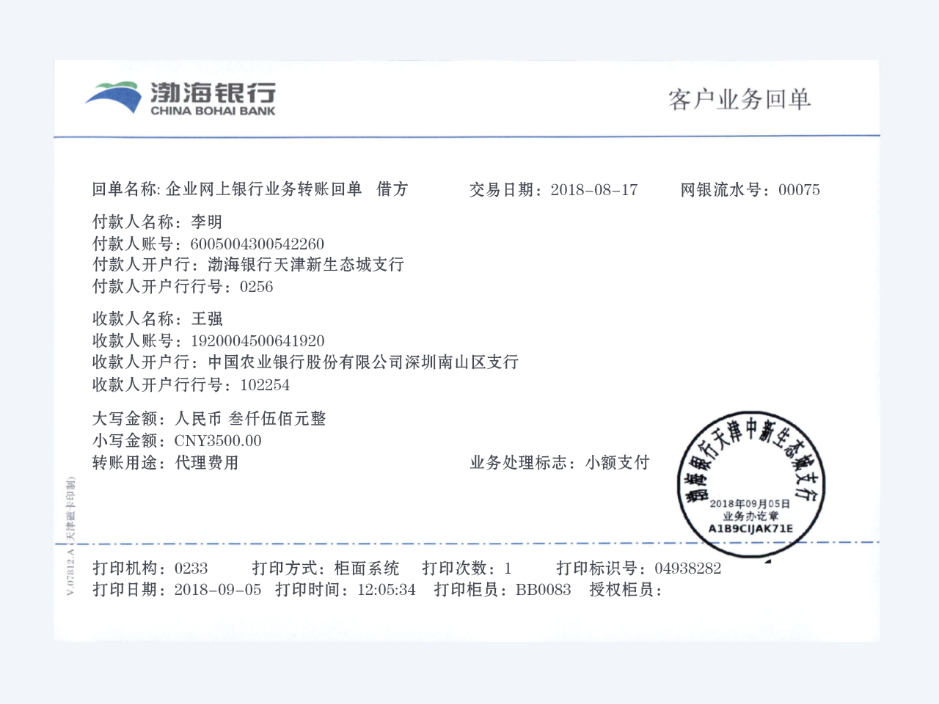 渤海银行
CHINA BOHAI BANK
客户业务回单
回单名称: 企业网上银行业务转账回单 借方 交易日期: 2018-08-17 网银流水号: 00075
付款人名称: 李明
付款人账号: 6005004300542260
付款人开户行: 渤海银行天津新生态城支行
付款人开户行行号: 0256
收款人名称: 王强
收款人账号: 1920004500641920
收款人开户行: 中国农业银行股份有限公司深圳南山区支行
收款人开户行行号: 102254
大写金额: 人民币 叁仟伍佰元整
小写金额: CNY3500.00
转账用途: 代理费用 业务处理标志: 小额支付
渤海银行天津中新生态城支行
2018年09月05日
业务办讫章
A1B9CIJAK71E
打印机构: 0233 打印方式: 柜面系统 打印次数: 1 打印标识号: 04938282
打印日期: 2018-09-05 打印时间: 12:05:34 打印柜员: BB0083 授权柜员:
V.07812.A (天津磁卡印制)